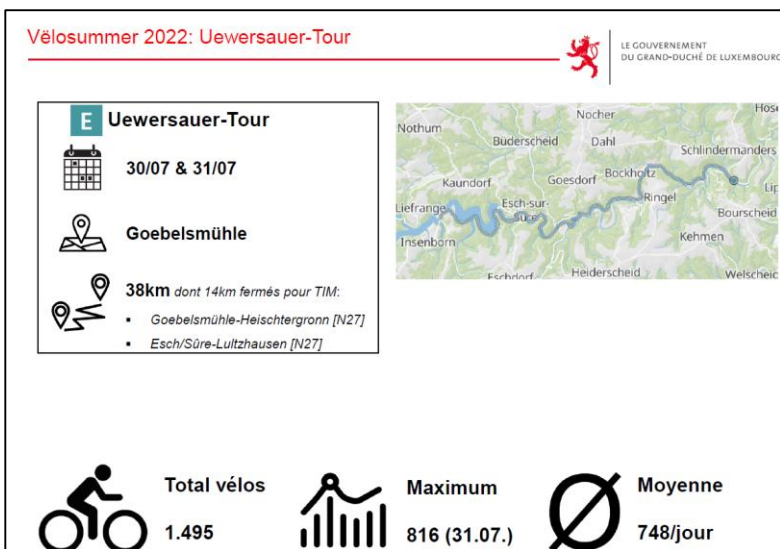 Vëlosummer 2022: Uewersauer-Tour
LE GOUVERNEMENT
DU GRAND-DUCHÉ DE LUXEMBOURG
E Uewersauer-Tour
30/07 & 31/07
Goebelsmühle
38km dont 14km fermés pour TIM:
▪ Goebelsmühle-Heischtergronn [N27]
▪ Esch/Sûre-Lultzhausen [N27]
Nocher
Nothum
Büderscheid
Dahl
Schlindermanders
Kaundorf
Goesdorf
Bockholtz
Liefrange
Esch-sur-
Sûre
Ringel
Bourscheid
Insenborn
Kehmen
Eschdorf
Heiderscheid
Welscheid
Total vélos
1.495
Maximum
816 (31.07.)
Moyenne
748/jour